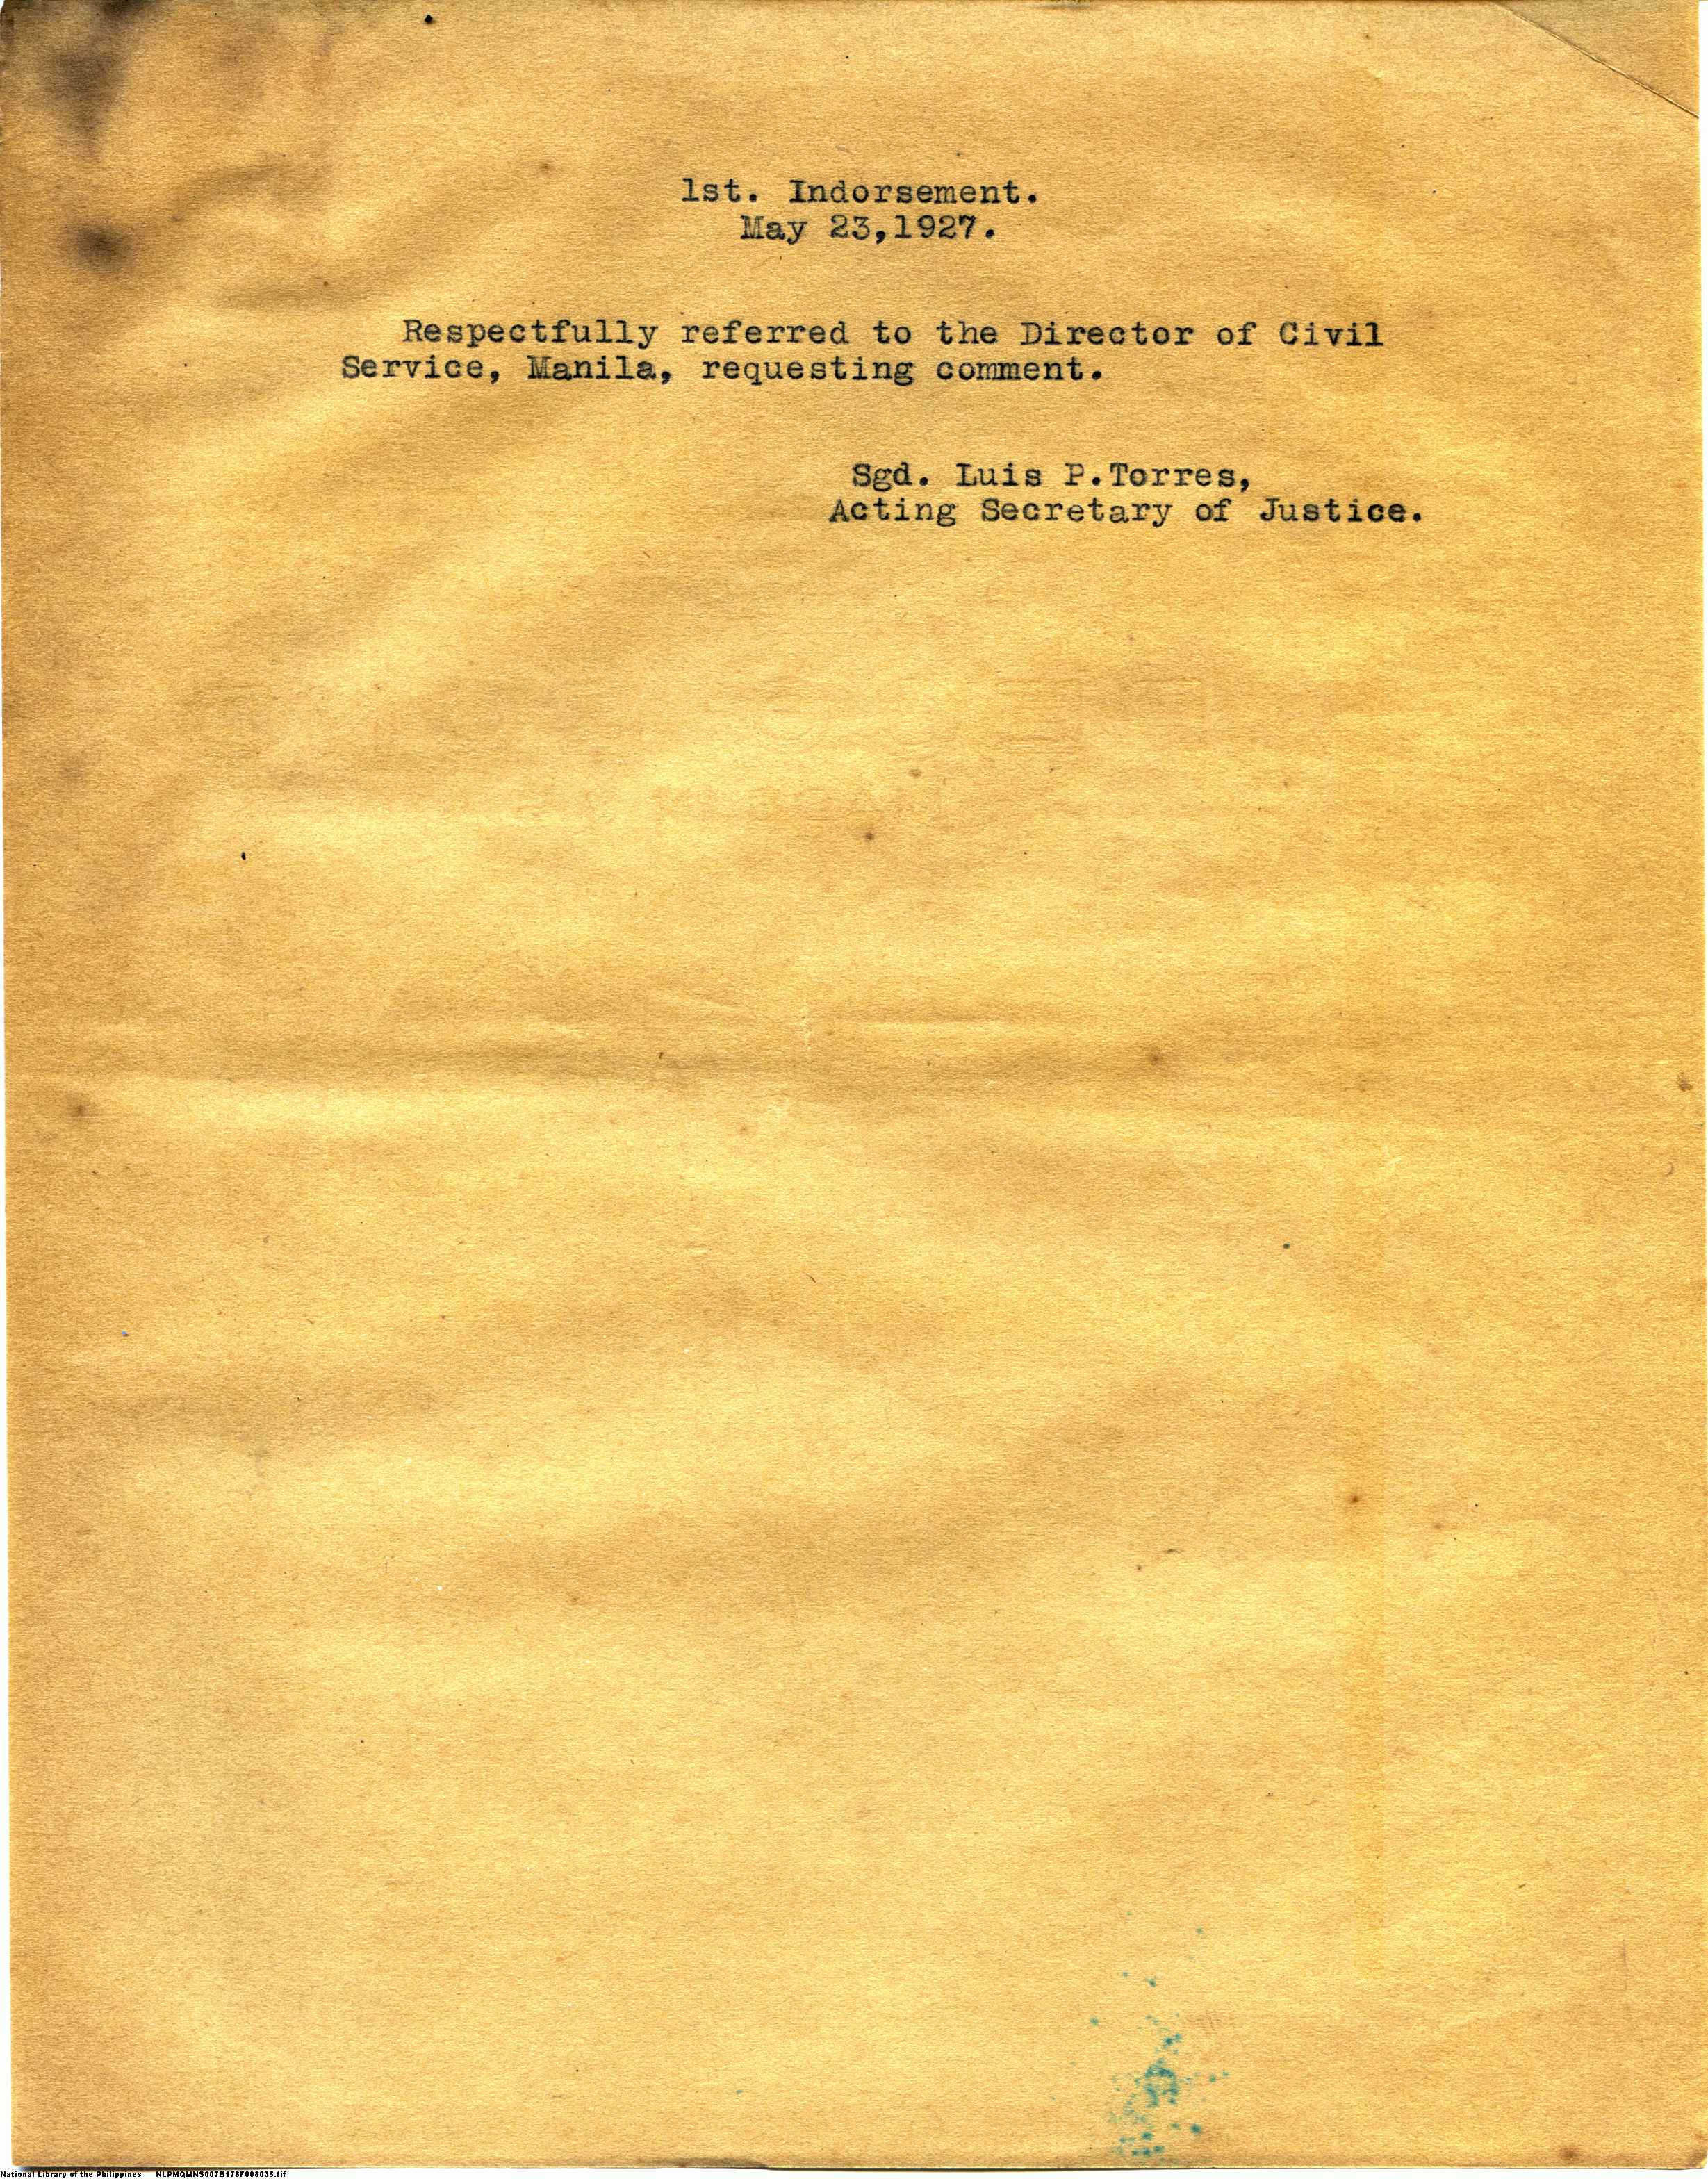 1st. Indorsement.
May 23,1927.
Respectfully referred to the Director of Civil
Service, Manila, requesting comment.
Sgd. Luis P.Torres,
Acting Secretary of Justice.
National Library of the Philippines NLPMQMNS007B176F008035.tif